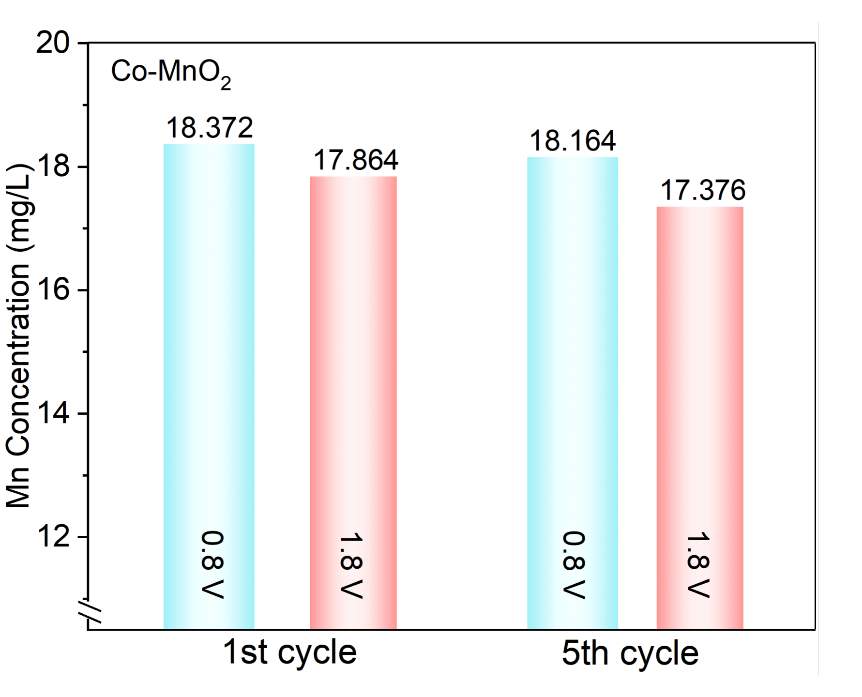 20
18
16
14
12
Mn Concentration (mg/L)
Co-MnO₂
18.372
17.864
18.164
17.376
0.8 V
1.8 V
0.8 V
1.8 V
1st cycle
5th cycle